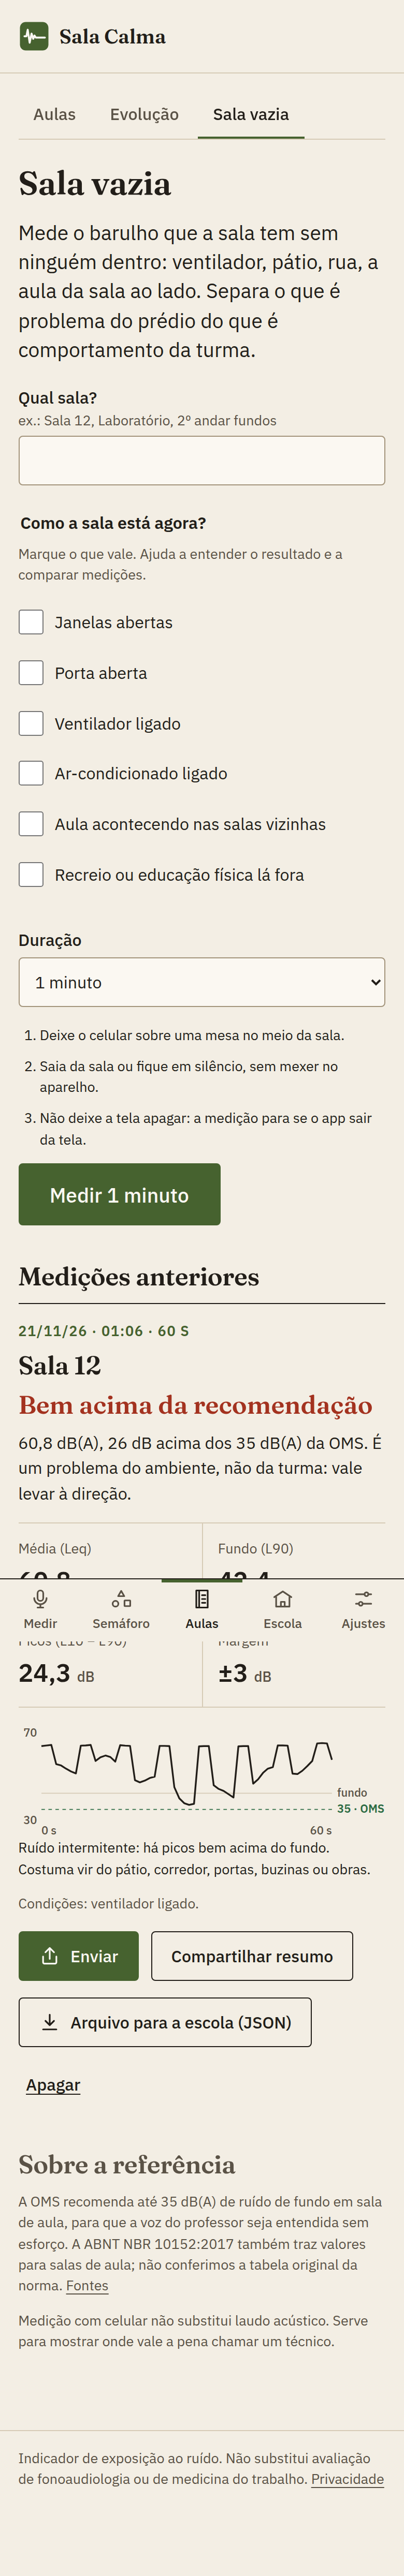 Sala Calma
Aulas
Evolução
Sala vazia
Sala vazia
Mede o barulho que a sala tem sem
ninguém dentro: ventilador, pátio, rua, a
aula da sala ao lado. Separa o que é
problema do prédio do que é
comportamento da turma.
Qual sala?
ex.: Sala 12, Laboratório, 2º andar fundos
Como a sala está agora?
Marque o que vale. Ajuda a entender o resultado e a
comparar medições.
Janelas abertas
Porta aberta
Ventilador ligado
Ar-condicionado ligado
Aula acontecendo nas salas vizinhas
Recreio ou educação física lá fora
Duração
1 minuto
1. Deixe o celular sobre uma mesa no meio da sala.
2. Saia da sala ou fique em silêncio, sem mexer no
aparelho.
3. Não deixe a tela apagar: a medição para se o app sair
da tela.
Medir 1 minuto
Medições anteriores
21/11/26 · 01:06 · 60 S
Sala 12
Bem acima da recomendação
60,8 dB(A), 26 dB acima dos 35 dB(A) da OMS. É
um problema do ambiente, não da turma: vale
levar à direção.
Média (Leq)
Fundo (L90)
60,8
42,4
Medir
Semáforo
Aulas
Escola
Ajustes
Picos (L10 − L90)
Margem
24,3 dB
±3 dB
70
fundo
35 · OMS
30
0 s
60 s
Ruído intermitente: há picos bem acima do fundo.
Costuma vir do pátio, corredor, portas, buzinas ou obras.
Condições: ventilador ligado.
Enviar
Compartilhar resumo
Arquivo para a escola (JSON)
Apagar
Sobre a referência
A OMS recomenda até 35 dB(A) de ruído de fundo em sala
de aula, para que a voz do professor seja entendida sem
esforço. A ABNT NBR 10152:2017 também traz valores
para salas de aula; não conferimos a tabela original da
norma. Fontes
Medição com celular não substitui laudo acústico. Serve
para mostrar onde vale a pena chamar um técnico.
Indicador de exposição ao ruído. Não substitui avaliação
de fonoaudiologia ou de medicina do trabalho. Privacidade